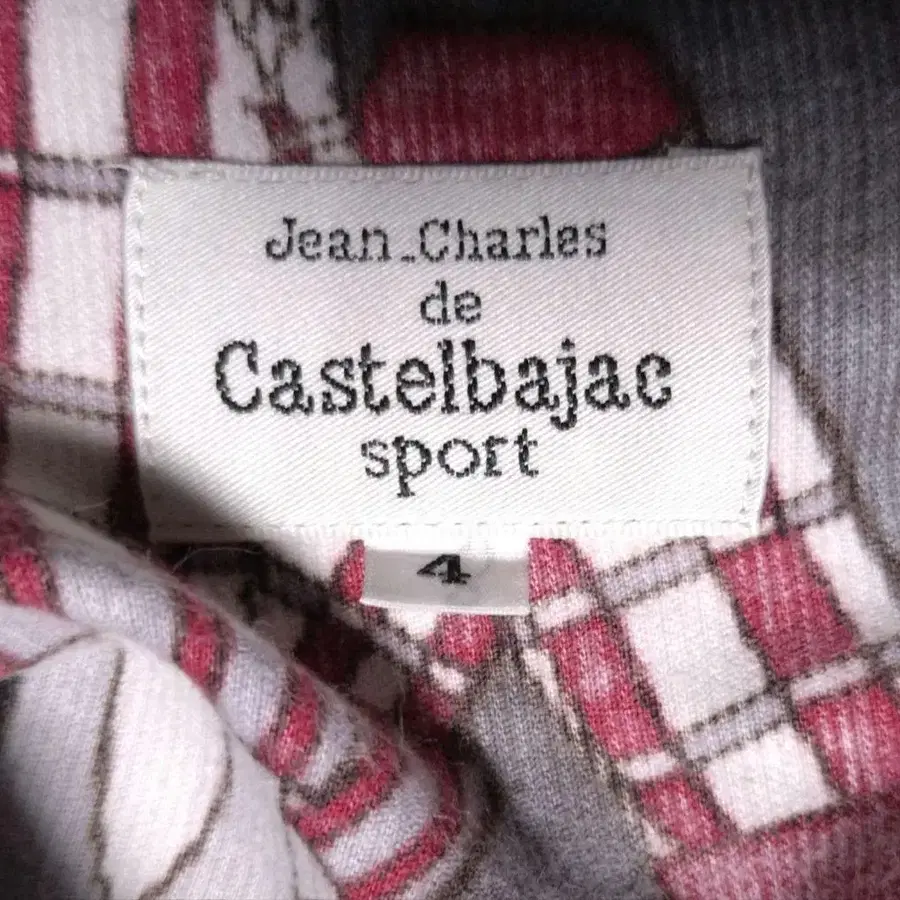 Jean_Charles
de
Castelbajac
sport
4